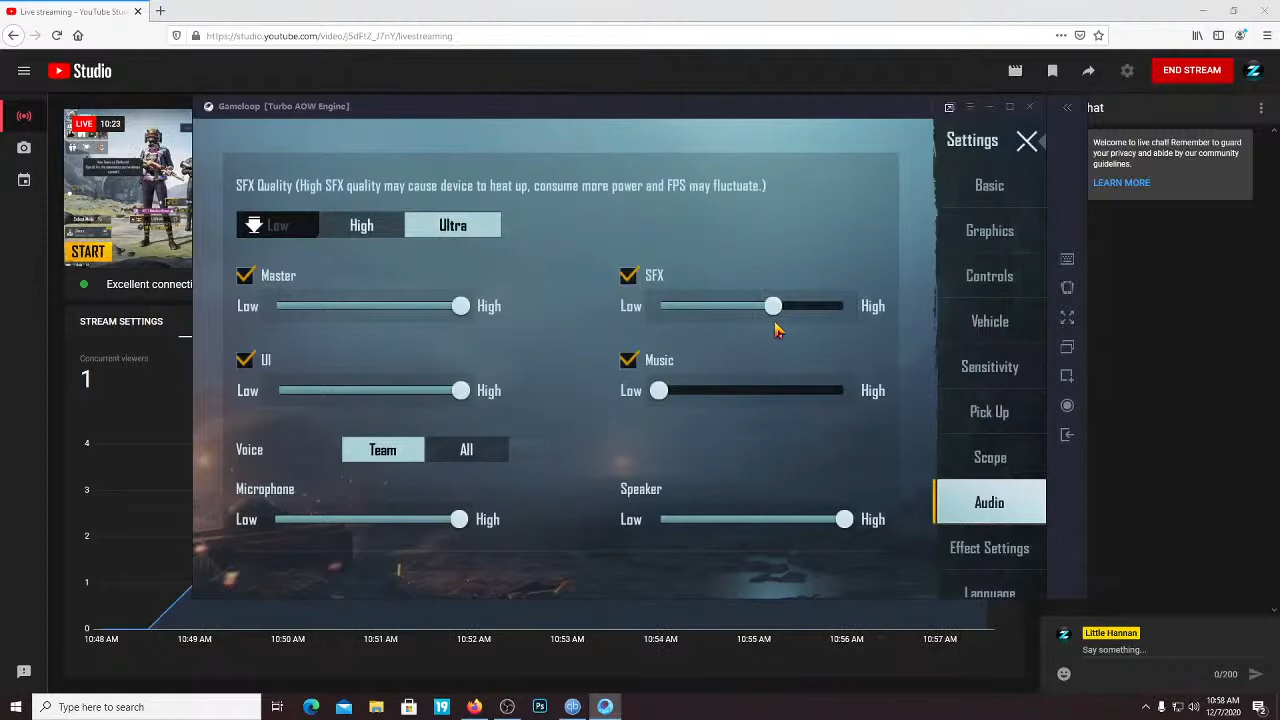 Live streaming - YouTube Studio
https://studio.youtube.com/video/j5dFtZ_J7nY/livestreaming
Studio
END STREAM
Gameloop [Turbo AOW Engine]
hat
LIVE 10:23
START
Excellent connecti
STREAM SETTINGS
Concurrent viewers
1
4
3
2
1
0
10:48 AM 10:49 AM 10:50 AM 10:51 AM 10:52 AM 10:53 AM 10:54 AM 10:55 AM 10:56 AM 10:57 AM
SFX Quality (High SFX quality may cause device to heat up, consume more power and FPS may fluctuate.)
Low High Ultra
Master
Low High
SFX
Low High
UI
Low High
Music
Low High
Voice Team All
Microphone
Low High
Speaker
Low High
Settings
Basic
Graphics
Controls
Vehicle
Sensitivity
Pick Up
Scope
Audio
Effect Settings
Language
Welcome to live chat! Remember to guard
your privacy and abide by our community
guidelines.
LEARN MORE
Little Hannan
Say something...
0/200
Type here to search
19
Ps
10:58 AM
12/7/2020